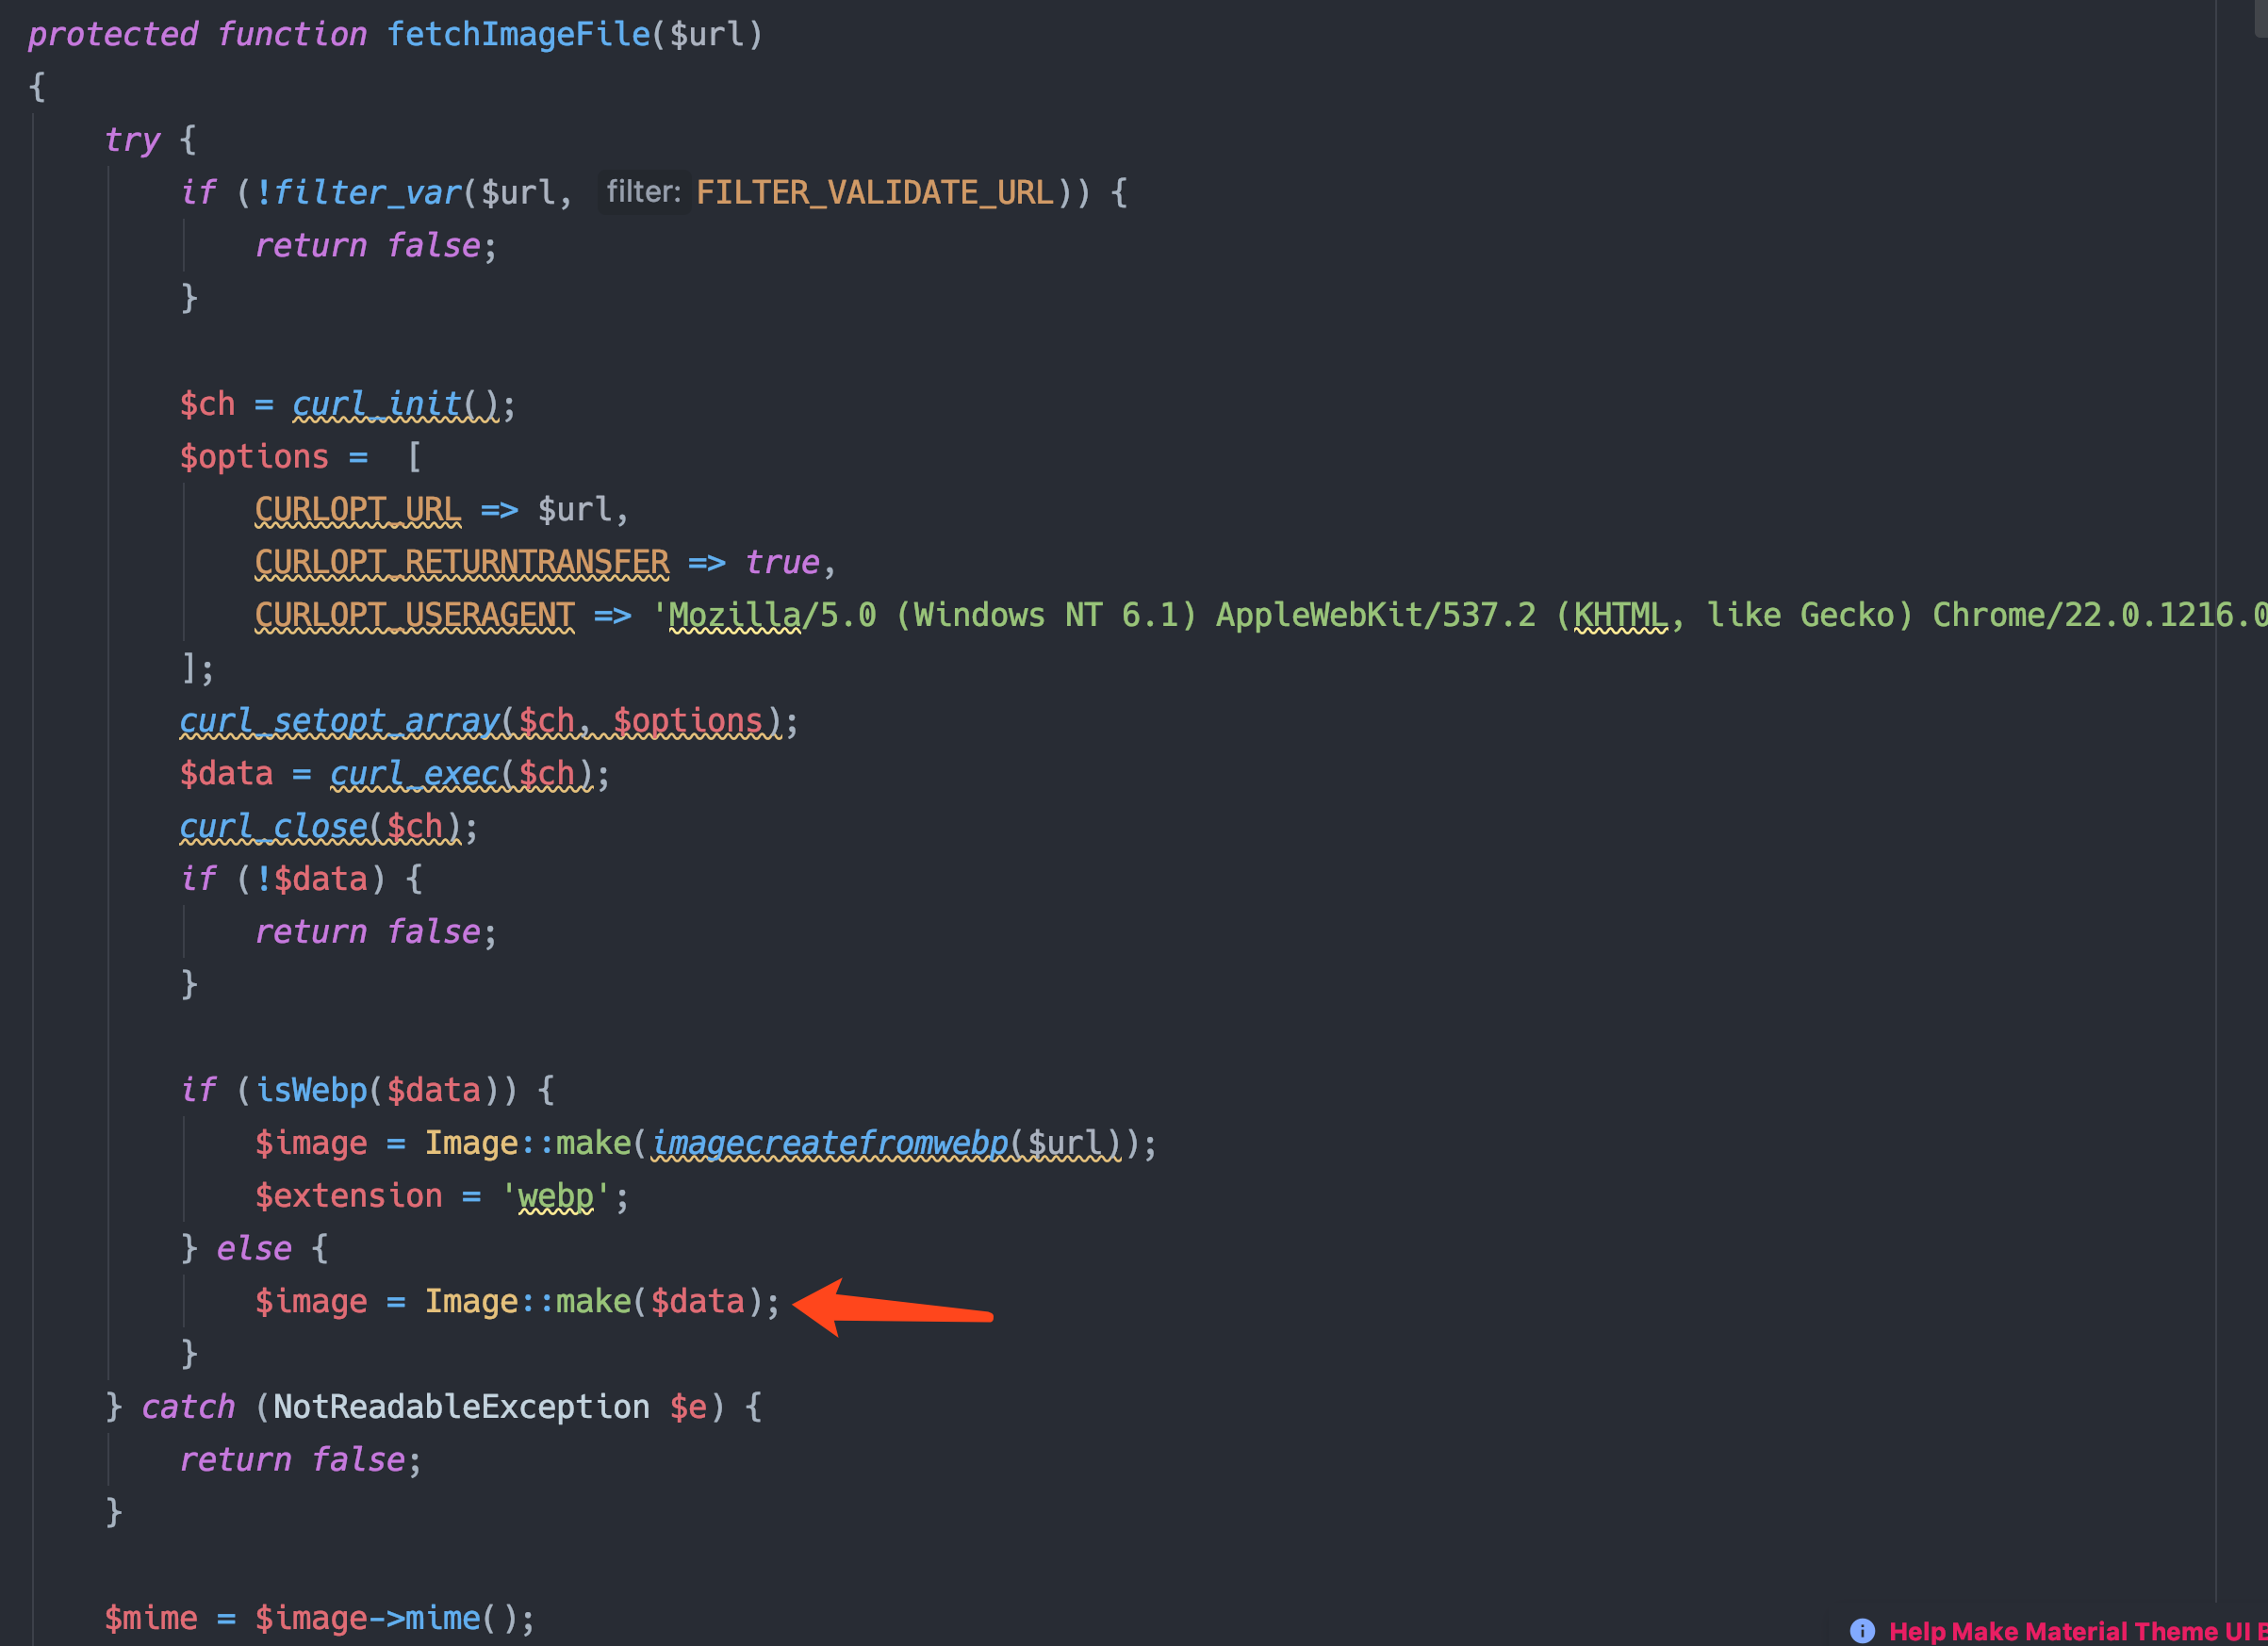 protected function fetchImageFile($url)
{
    try {
        if (!filter_var($url, filter: FILTER_VALIDATE_URL)) {
            return false;
        }

        $ch = curl_init();
        $options =  [
            CURLOPT_URL => $url,
            CURLOPT_RETURNTRANSFER => true,
            CURLOPT_USERAGENT => 'Mozilla/5.0 (Windows NT 6.1) AppleWebKit/537.2 (KHTML, like Gecko) Chrome/22.0.1216.0
        ];
        curl_setopt_array($ch, $options);
        $data = curl_exec($ch);
        curl_close($ch);
        if (!$data) {
            return false;
        }

        if (isWebp($data)) {
            $image = Image::make(imagecreatefromwebp($url));
            $extension = 'webp';
        } else {
            $image = Image::make($data);
        }
    } catch (NotReadableException $e) {
        return false;
    }

    $mime = $image->mime();
Help Make Material Theme UI